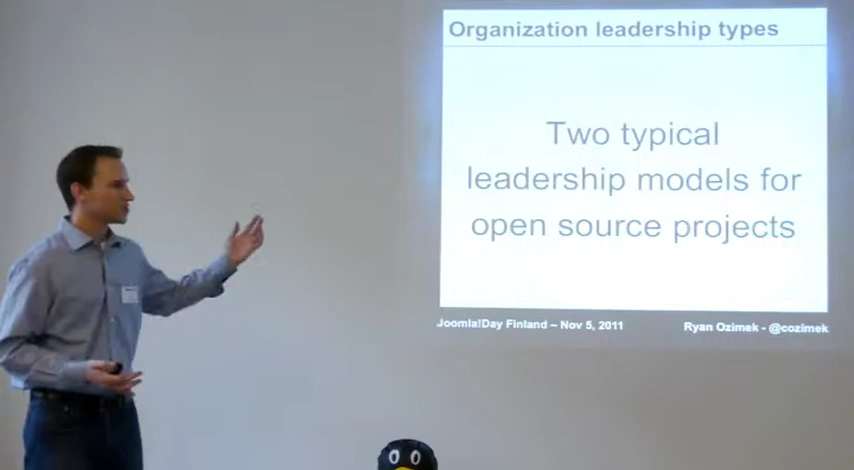 Organization leadership types
Two typical
leadership models for
open source projects
Joomla!Day Finland – Nov 5, 2011
Ryan Ozimek - @cozimek